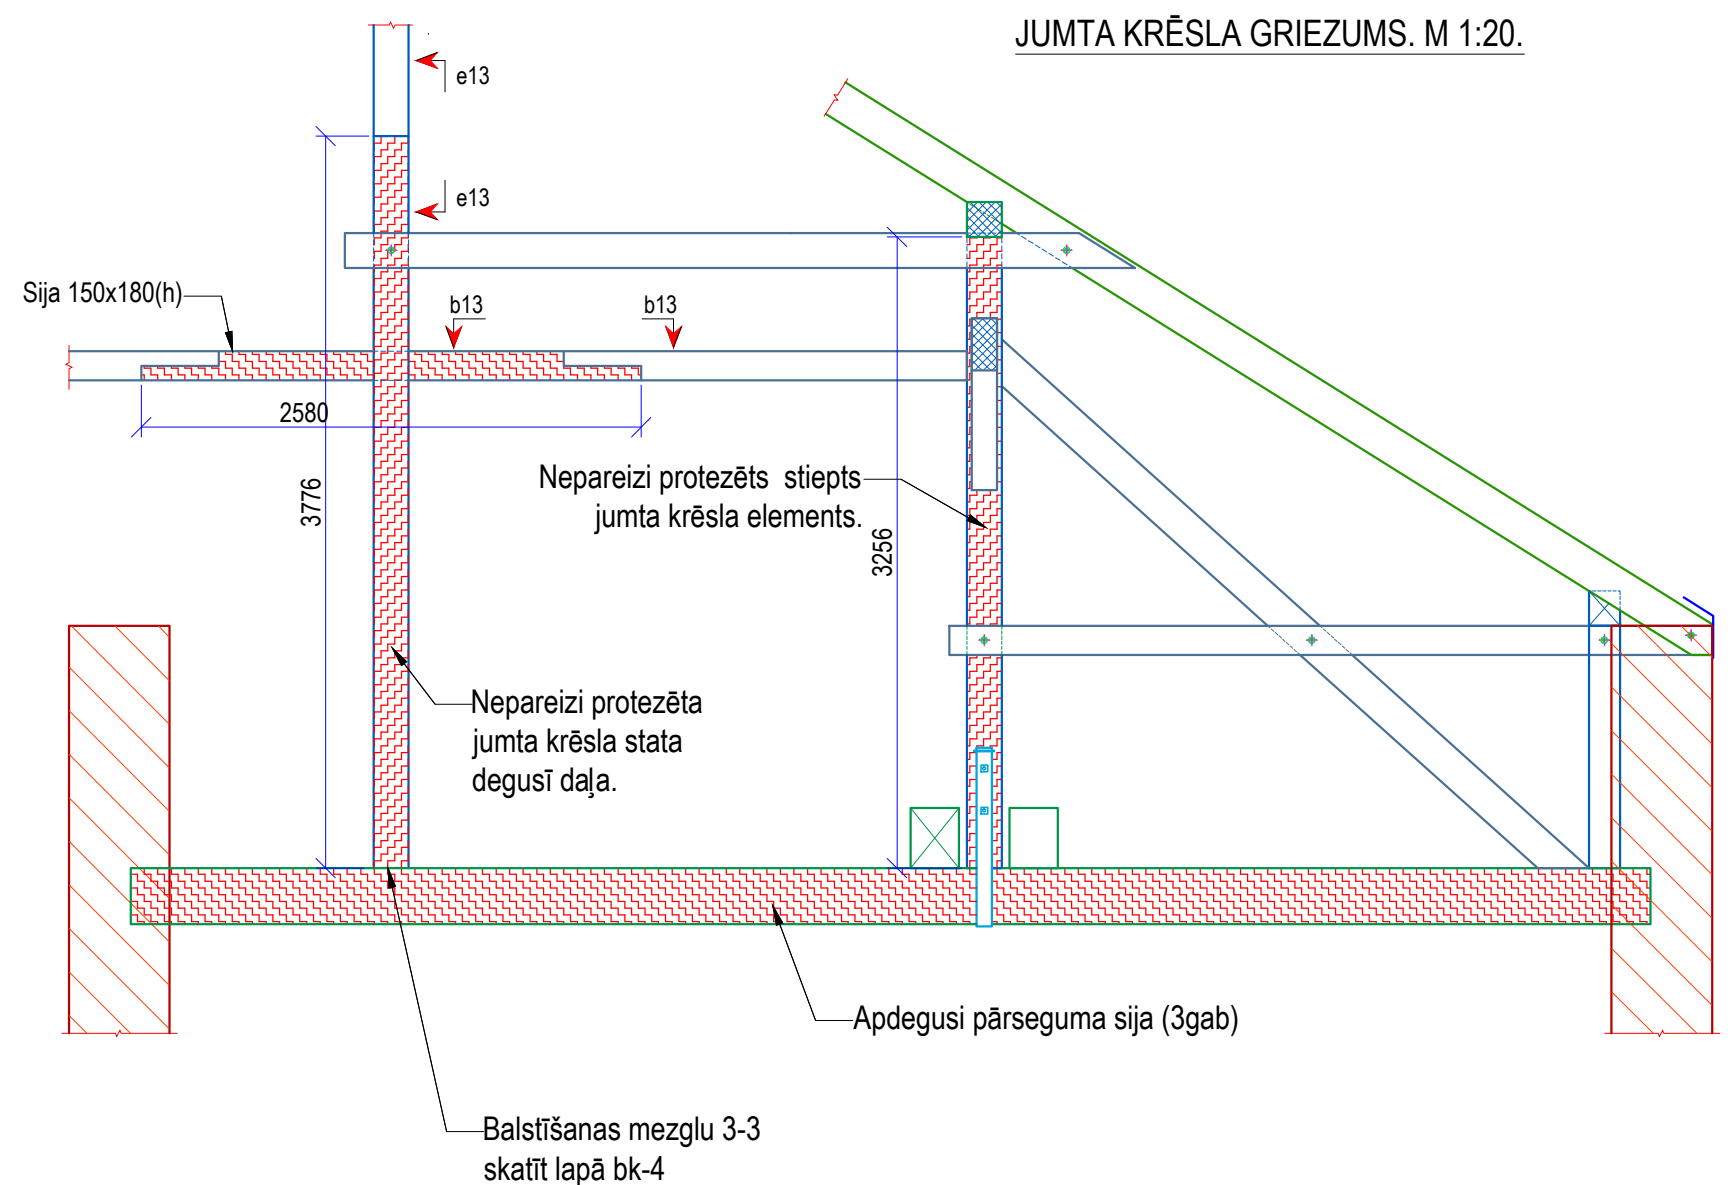 JUMTA KRĒSLA GRIEZUMS. M 1:20.
e13
e13
Sija 150x180(h)
b13
b13
2580
3776
Nepareizi protezēts stiepts
jumta krēsla elements.
3256
Nepareizi protezēta
jumta krēsla stata
degusī daļa.
Apdegusi pārseguma sija (3gab)
Balstīšanas mezglu 3-3
skatīt lapā bk-4